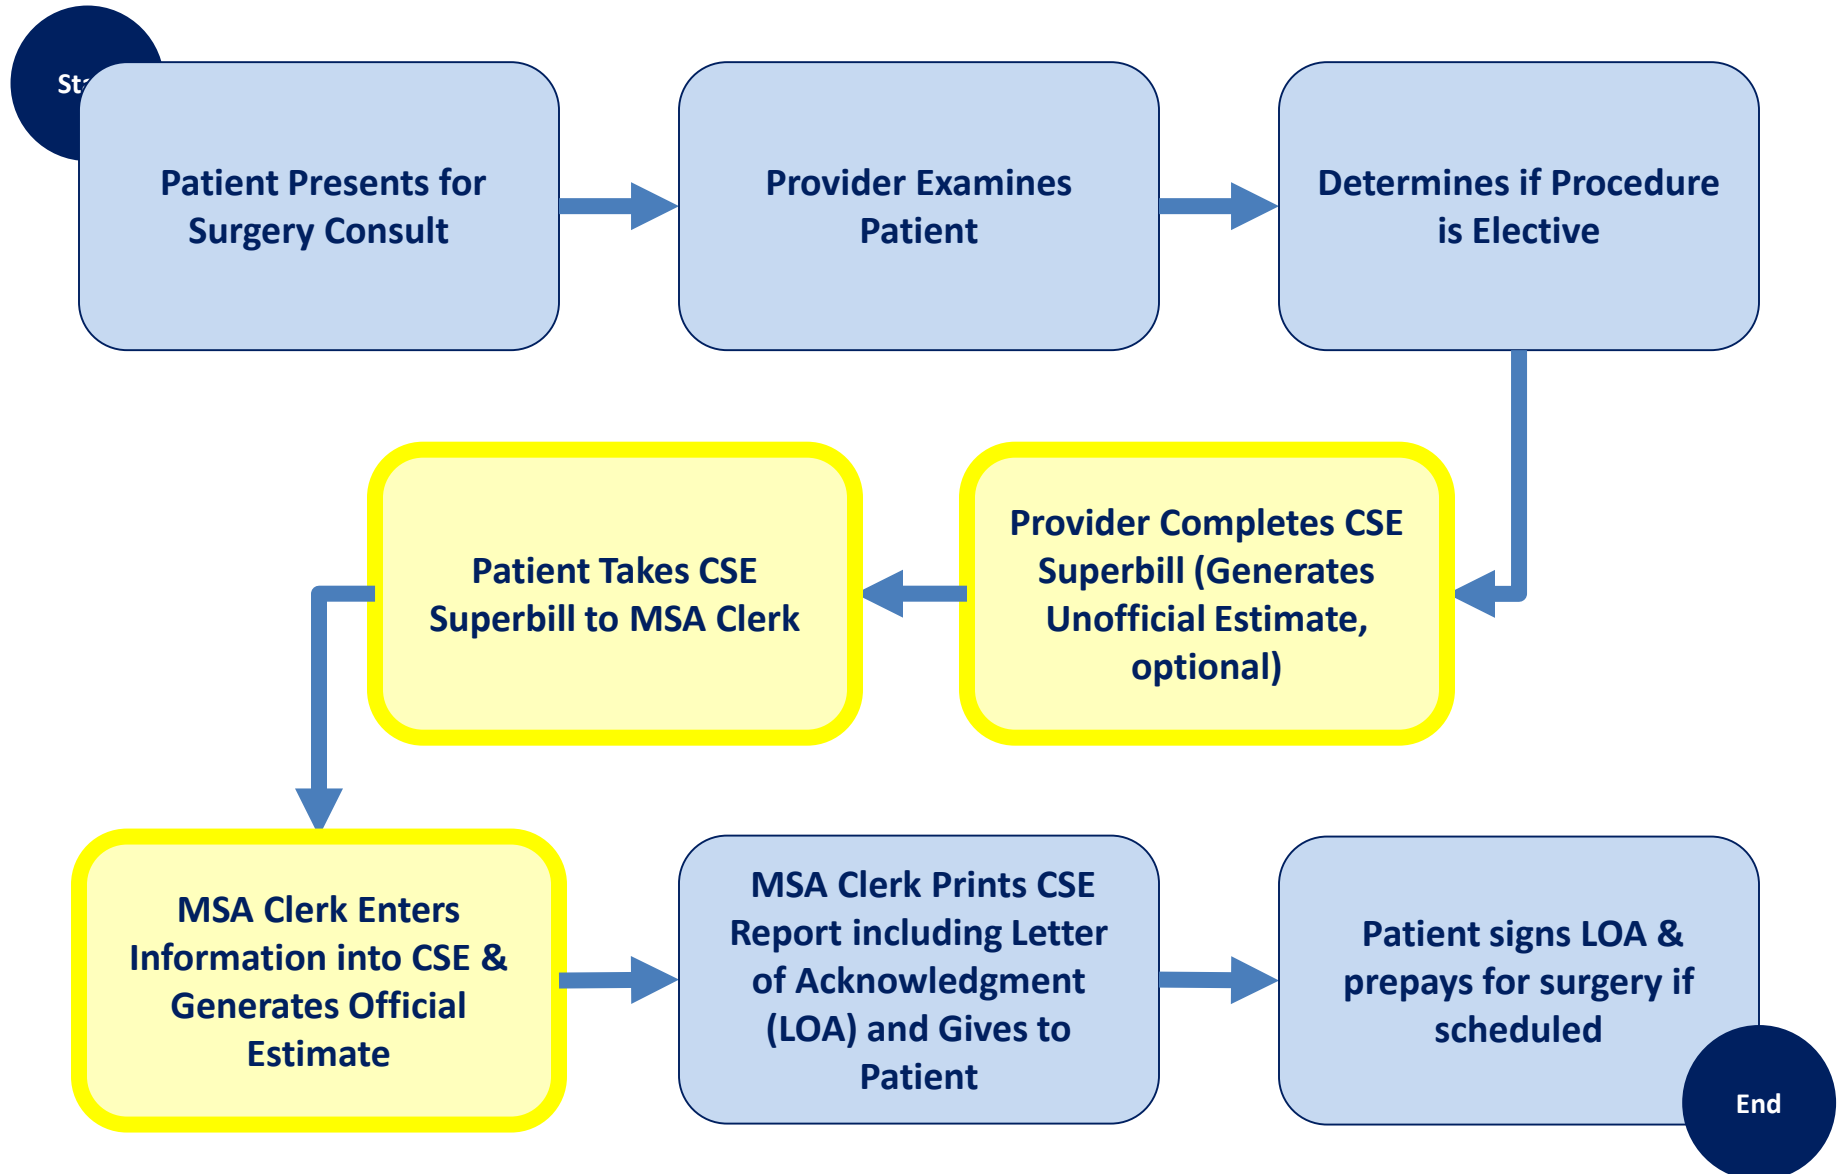 Patient Presents for
Surgery Consult
Provider Examines
Patient
Determines if Procedure
is Elective
Provider Completes CSE
Superbill (Generates
Unofficial Estimate,
optional)
Patient Takes CSE
Superbill to MSA Clerk
MSA Clerk Enters
Information into CSE &
Generates Official
Estimate
MSA Clerk Prints CSE
Report including Letter
of Acknowledgment
(LOA) and Gives to
Patient
Patient signs LOA &
prepays for surgery if
scheduled
End